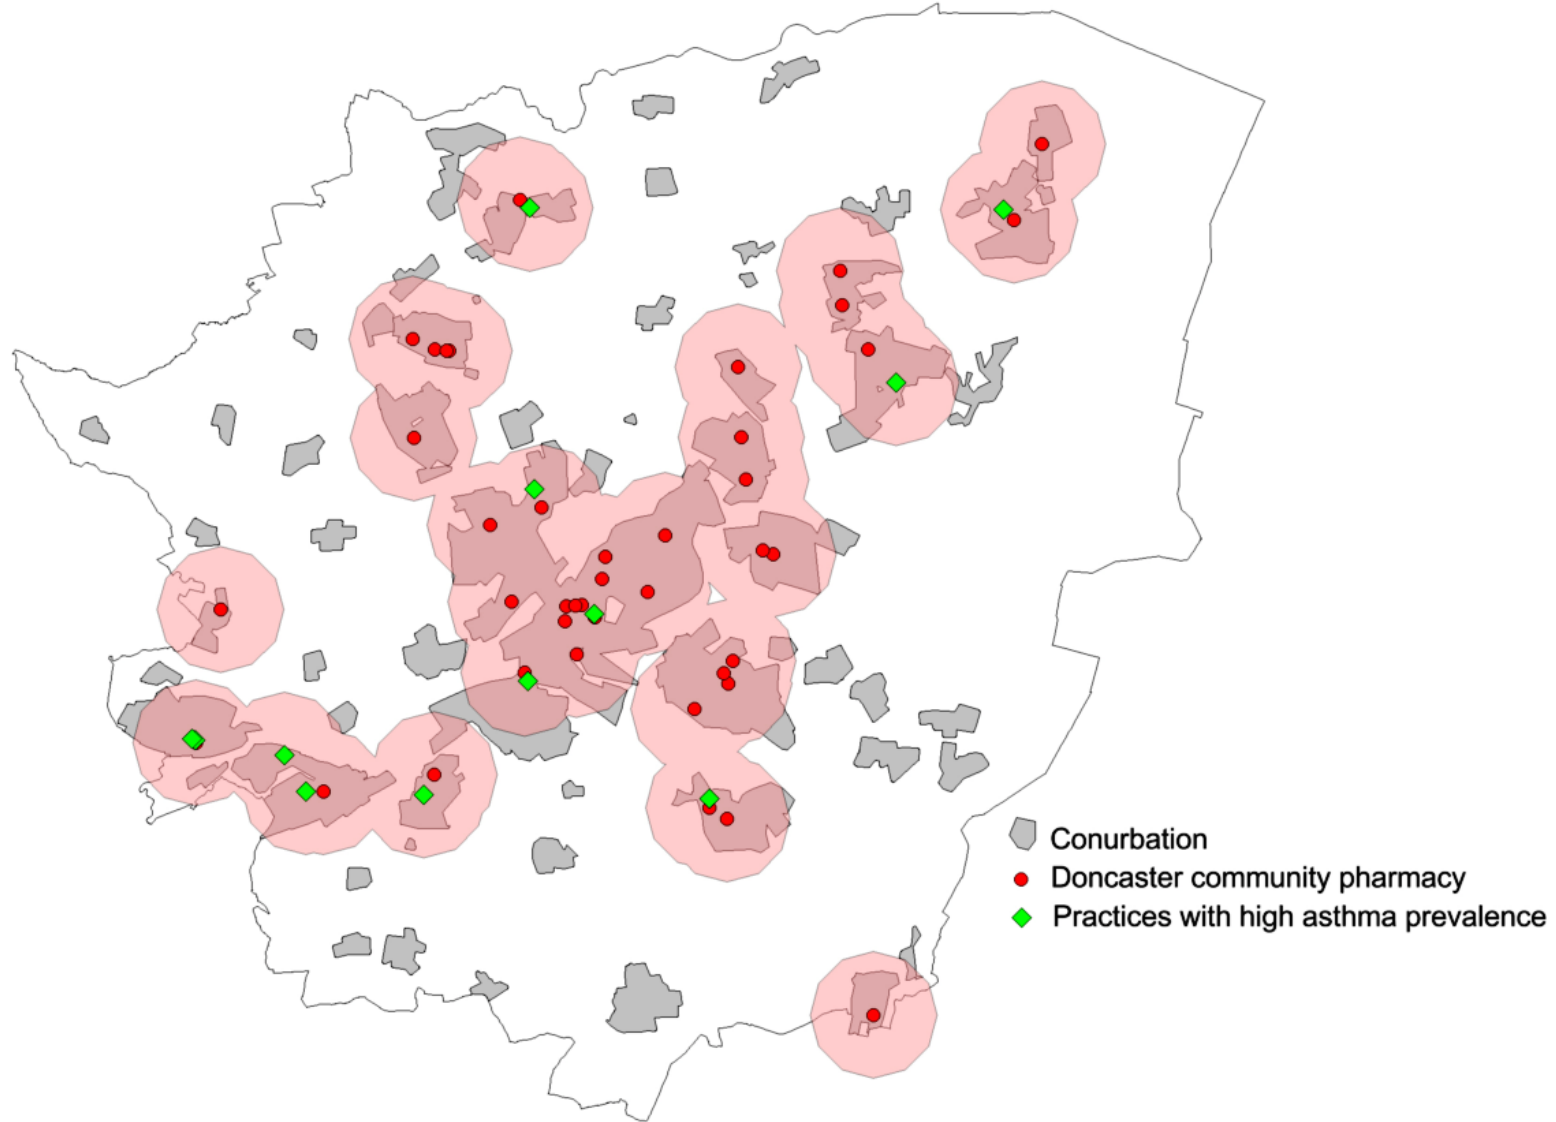 Conurbation
Doncaster community pharmacy
Practices with high asthma prevalence